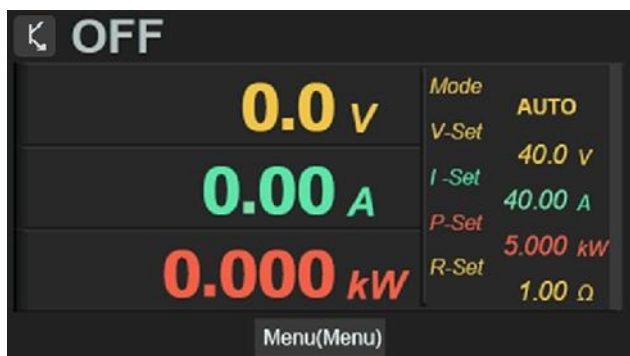 OFF
0.0 V
0.00 A
0.000 kW
Mode
AUTO
V-Set
40.0 V
I -Set
40.00 A
P-Set
5.000 kW
R-Set
1.00 Ω
Menu(Menu)